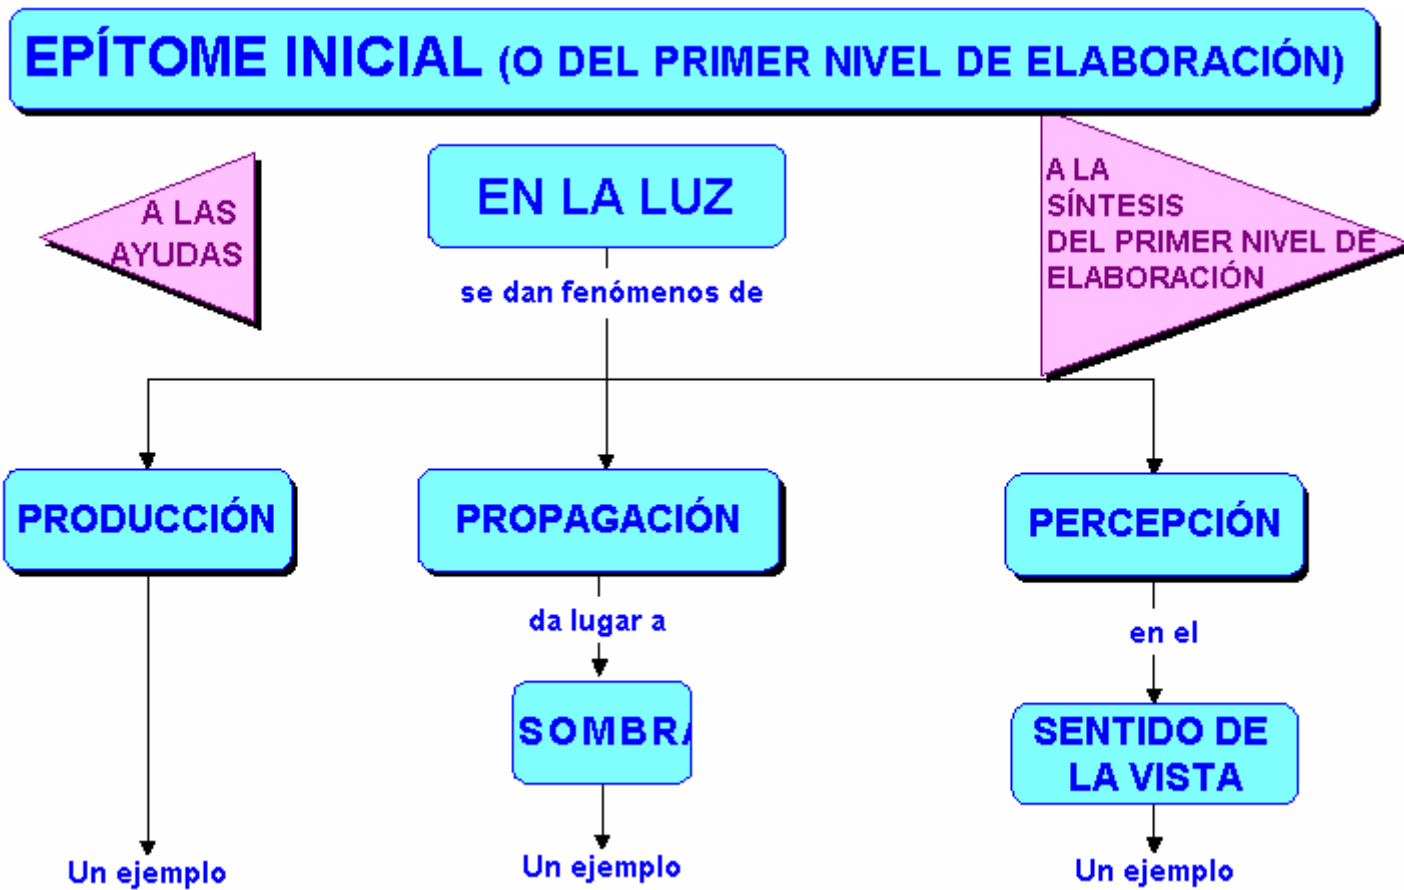 EPÍTOME INICIAL (O DEL PRIMER NIVEL DE ELABORACIÓN)
A LAS
AYUDAS
EN LA LUZ
A LA
SÍNTESIS
DEL PRIMER NIVEL DE
ELABORACIÓN
se dan fenómenos de
PRODUCCIÓN
PROPAGACIÓN
PERCEPCIÓN
da lugar a
en el
SOMBRA
SENTIDO DE
LA VISTA
Un ejemplo
Un ejemplo
Un ejemplo